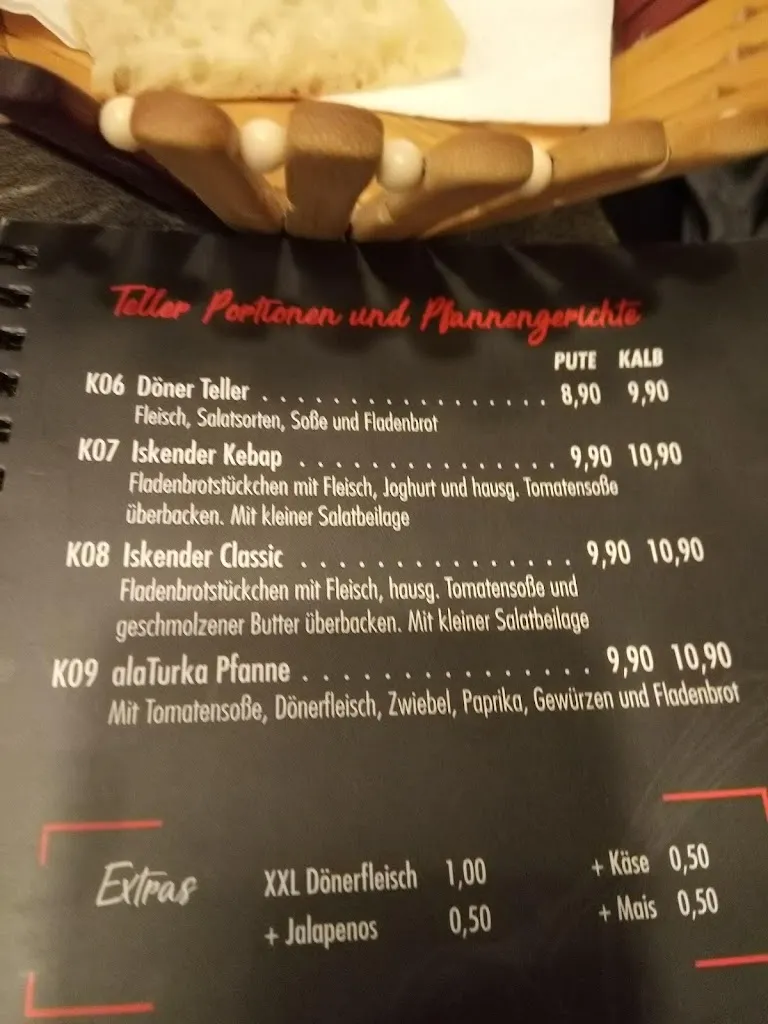 Teller Portionen und Pfannengerichte
PUTE KALB
K06 Döner Teller . . . . . . . . . . . . . . . . . 8,90 9,90
Fleisch, Salatsorten, Soße und Fladenbrot
K07 Iskender Kebap . . . . . . . . . . . . . . . 9,90 10,90
Fladenbrotstückchen mit Fleisch, Joghurt und hausg. Tomatensoße
überbacken. Mit kleiner Salatbeilage
K08 Iskender Classic . . . . . . . . . . . . . . . 9,90 10,90
Fladenbrotstückchen mit Fleisch, hausg. Tomatensoße und
geschmolzener Butter überbacken. Mit kleiner Salatbeilage
K09 alaTurka Pfanne . . . . . . . . . . . . . . . 9,90 10,90
Mit Tomatensoße, Dönerfleisch, Zwiebel, Paprika, Gewürzen und Fladenbrot
Extras
XXL Dönerfleisch 1,00
+ Jalapenos 0,50
+ Käse 0,50
+ Mais 0,50